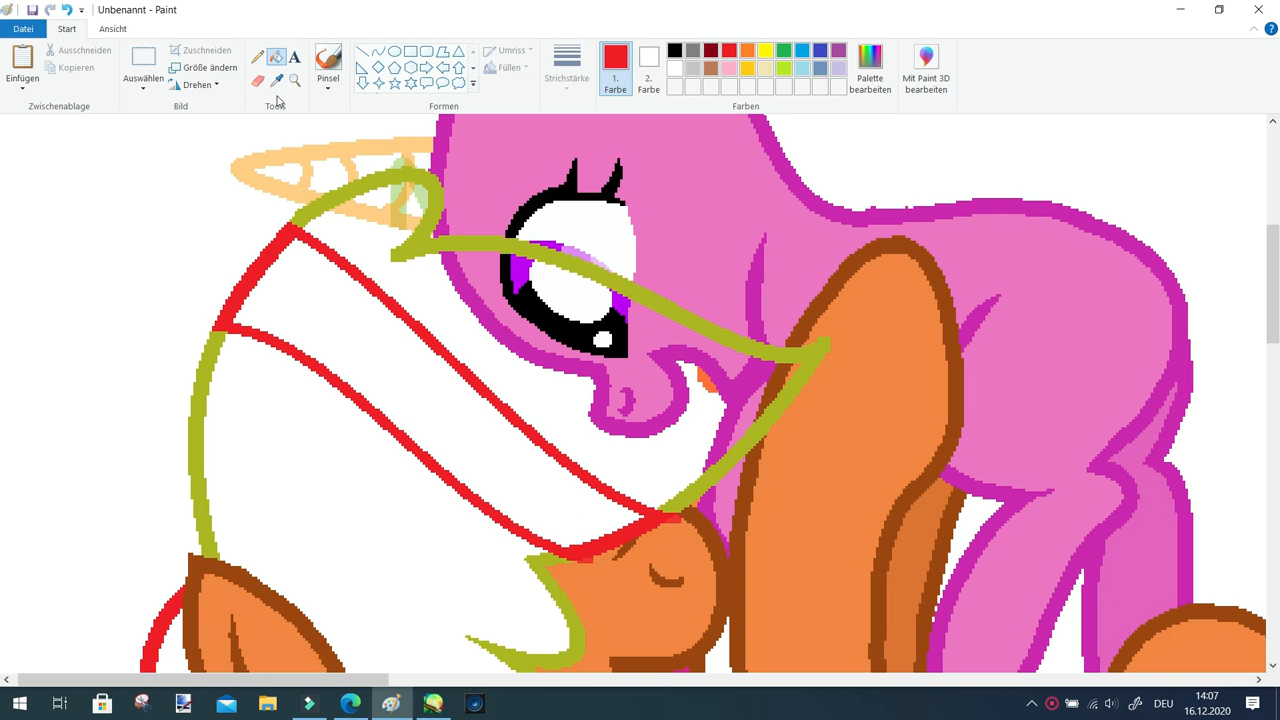 Unbenannt - Paint
Datei Start Ansicht
Einfügen
Ausschneiden
Kopieren
Zwischenablage
Auswählen
Zuschneiden
Größe ändern
Drehen
Bild
A
Tools
Pinsel
Umriss
Füllen
Formen
Strichstärke
1. Farbe
2. Farbe
Farben
Palette bearbeiten
Mit Paint 3D bearbeiten
DEU
14:07
16.12.2020